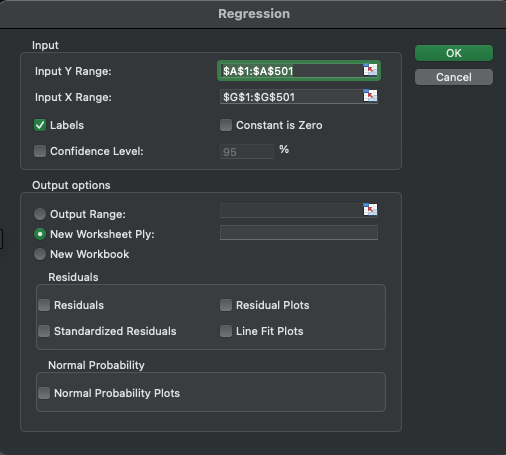 Regression
Input
Input Y Range: $A$1:$A$501
Input X Range: $G$1:$G$501
Labels Constant is Zero
Confidence Level: 95 %
OK
Cancel
Output options
Output Range:
New Worksheet Ply:
New Workbook
Residuals
Residuals Residual Plots
Standardized Residuals Line Fit Plots
Normal Probability
Normal Probability Plots